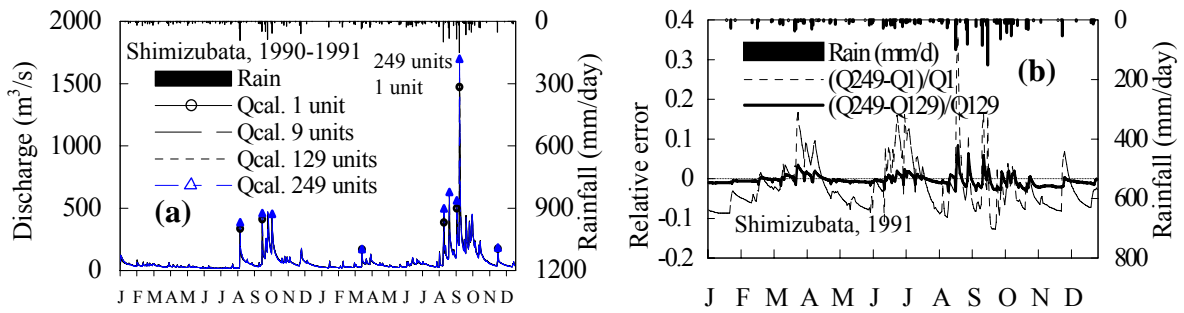 2000
1500
1000
500
0
Discharge (m³/s)
Shimizubata, 1990-1991
Rain
Qcal. 1 unit
Qcal. 9 units
Qcal. 129 units
Qcal. 249 units
249 units
1 unit
(a)
0
300
600
900
1200
Rainfall (mm/day)
J F M A M J J A S O N D J F M A M J J A S O N D
0.4
0.3
0.2
0.1
0
-0.1
-0.2
Relative error
Rain (mm/d)
(Q249-Q1)/Q1
(Q249-Q129)/Q129
(b)
Shimizubata, 1991
0
200
400
600
800
Rainfall (mm/day)
J F M A M J J A S O N D